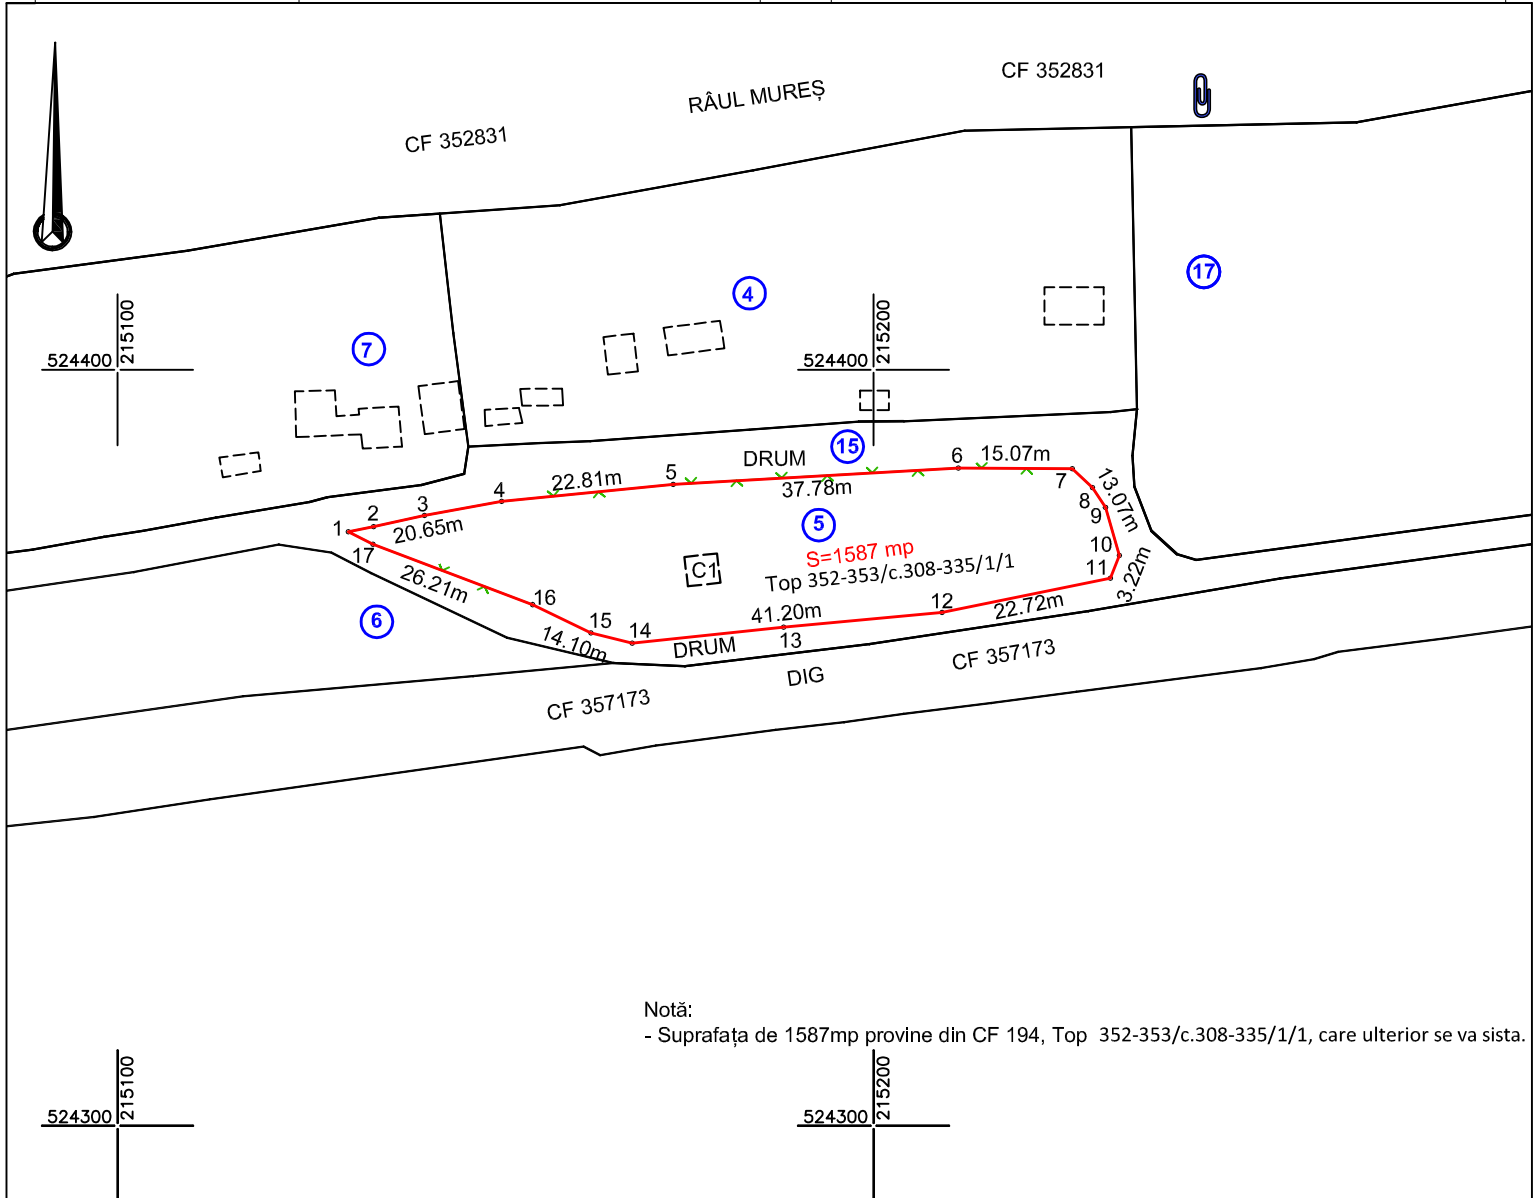 CF 352831
RÂUL MUREȘ
CF 352831
17
4
7
215100
524400
215200
524400
15
DRUM
6
15.07m
5
22.81m
37.78m
7
4
8
13.07m
3
9
2
1
20.65m
5
S=1587 mp
Top 352-353/c.308-335/1/1
C1
10
11
3.22m
17
26.21m
16
12
22.72m
41.20m
6
15
14
14.10m
13
DRUM
DIG
CF 357173
CF 357173
Notă:
- Suprafața de 1587mp provine din CF 194, Top 352-353/c.308-335/1/1, care ulterior se va sista.
215100
524300
215200
524300